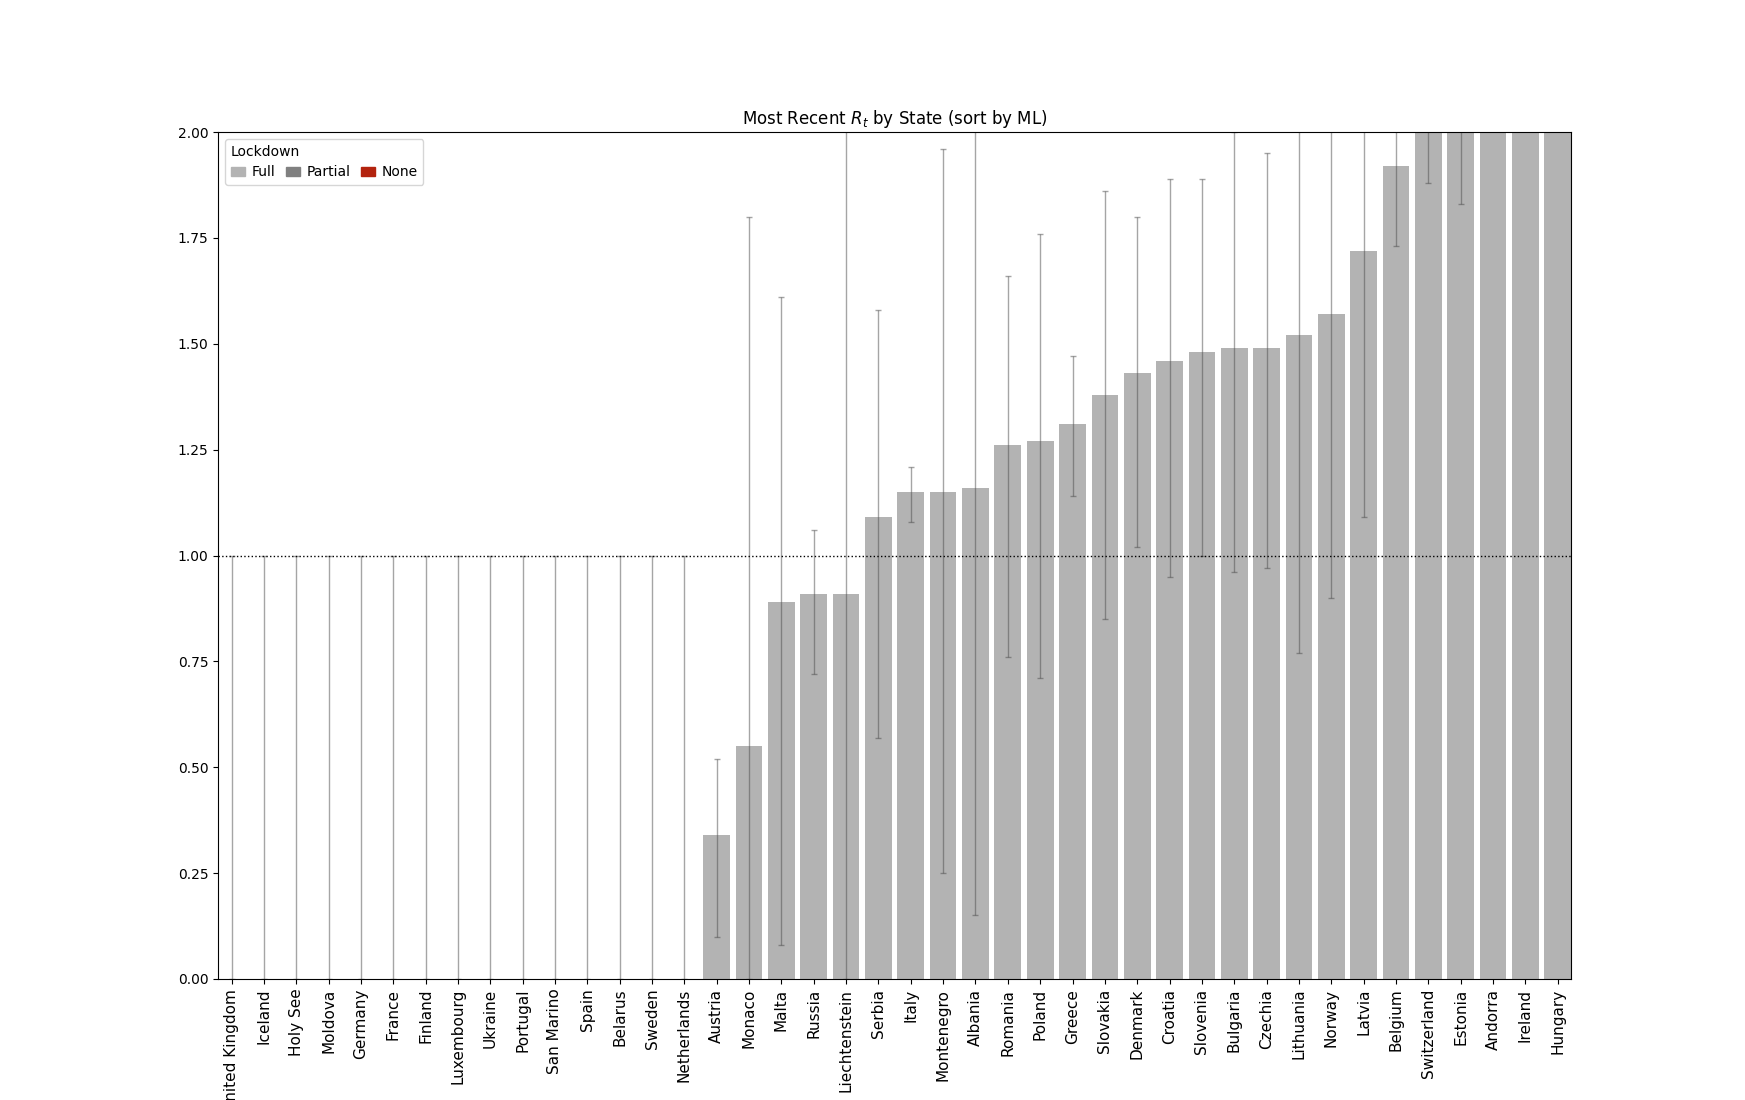 Most Recent Rt by State (sort by ML)
2.00
1.75
1.50
1.25
1.00
0.75
0.50
0.25
0.00
Lockdown
Full Partial None
nited Kingdom
Iceland
Holy See
Moldova
Germany
France
Finland
Luxembourg
Ukraine
Portugal
San Marino
Spain
Belarus
Sweden
Netherlands
Austria
Monaco
Malta
Russia
Liechtenstein
Serbia
Italy
Montenegro
Albania
Romania
Poland
Greece
Slovakia
Denmark
Croatia
Slovenia
Bulgaria
Czechia
Lithuania
Norway
Latvia
Belgium
Switzerland
Estonia
Andorra
Ireland
Hungary